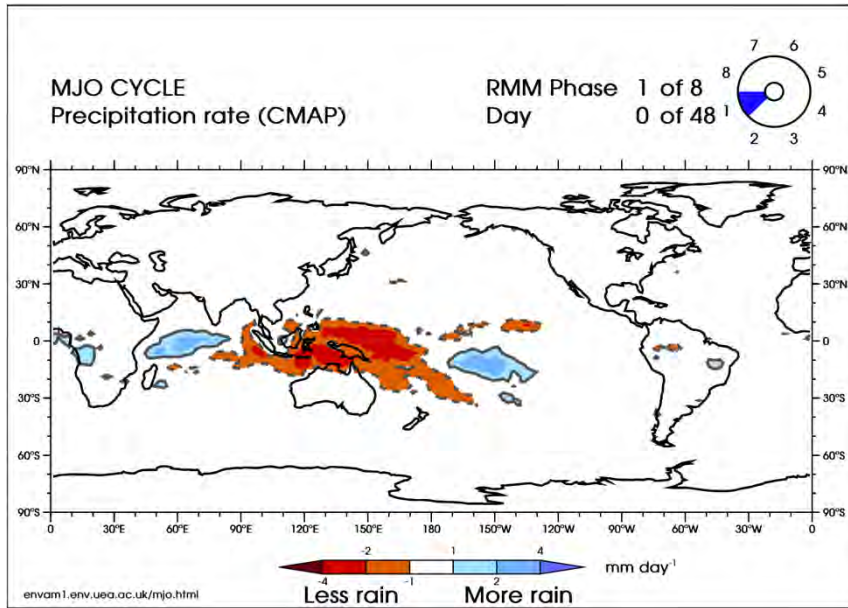 MJO CYCLE
Precipitation rate (CMAP)
RMM Phase 1 of 8
Day 0 of 48
7 6
8 5
1 4
2 3
90°N 90°N
60°N 60°N
30°N 30°N
0 0
30°S 30°S
60°S 60°S
90°S 90°S
0 30°E 60°E 90°E 120°E 150°E 180 150°W 120°W 90°W 60°W 30°W 0
-2 1 4
mm day-1
-4 -1 2
Less rain More rain
envam1.env.uea.ac.uk/mjo.html